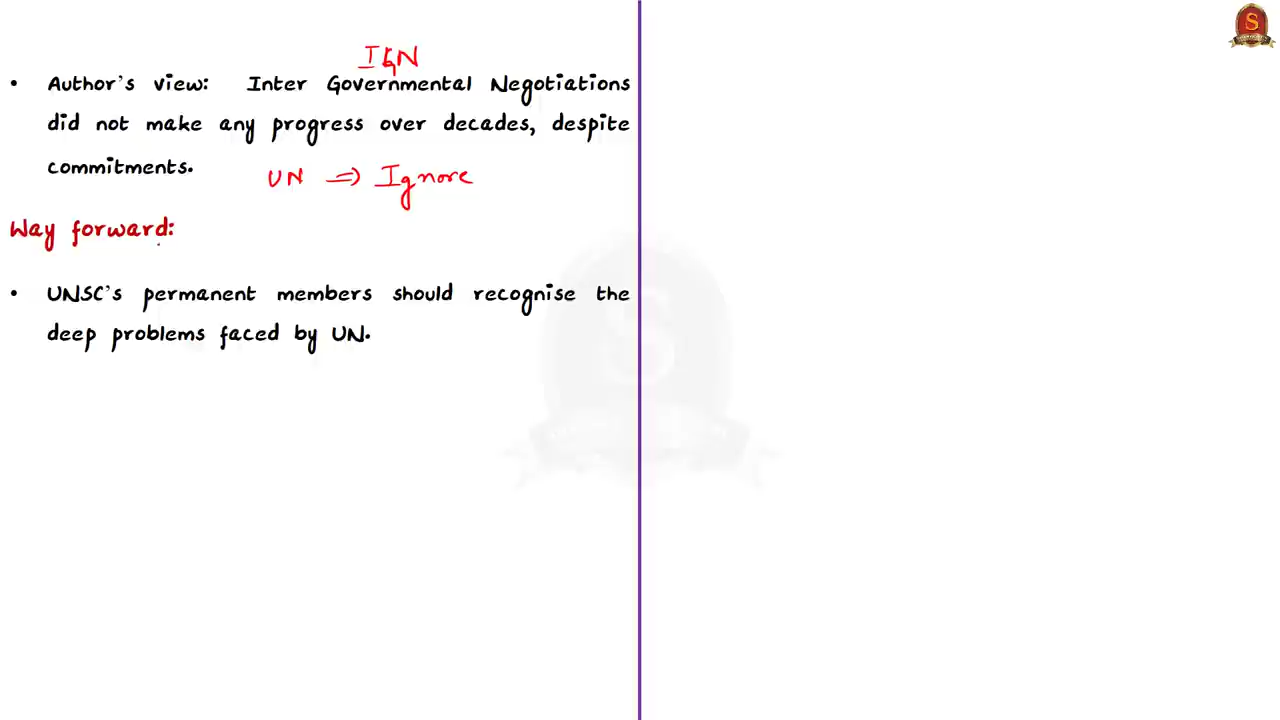 IGN
• Author's view: Inter Governmental Negotiations
did not make any progress over decades, despite
commitments.
UN ⇒ Ignore
Way forward:
• UNSC's permanent members should recognise the
deep problems faced by UN.
S
S